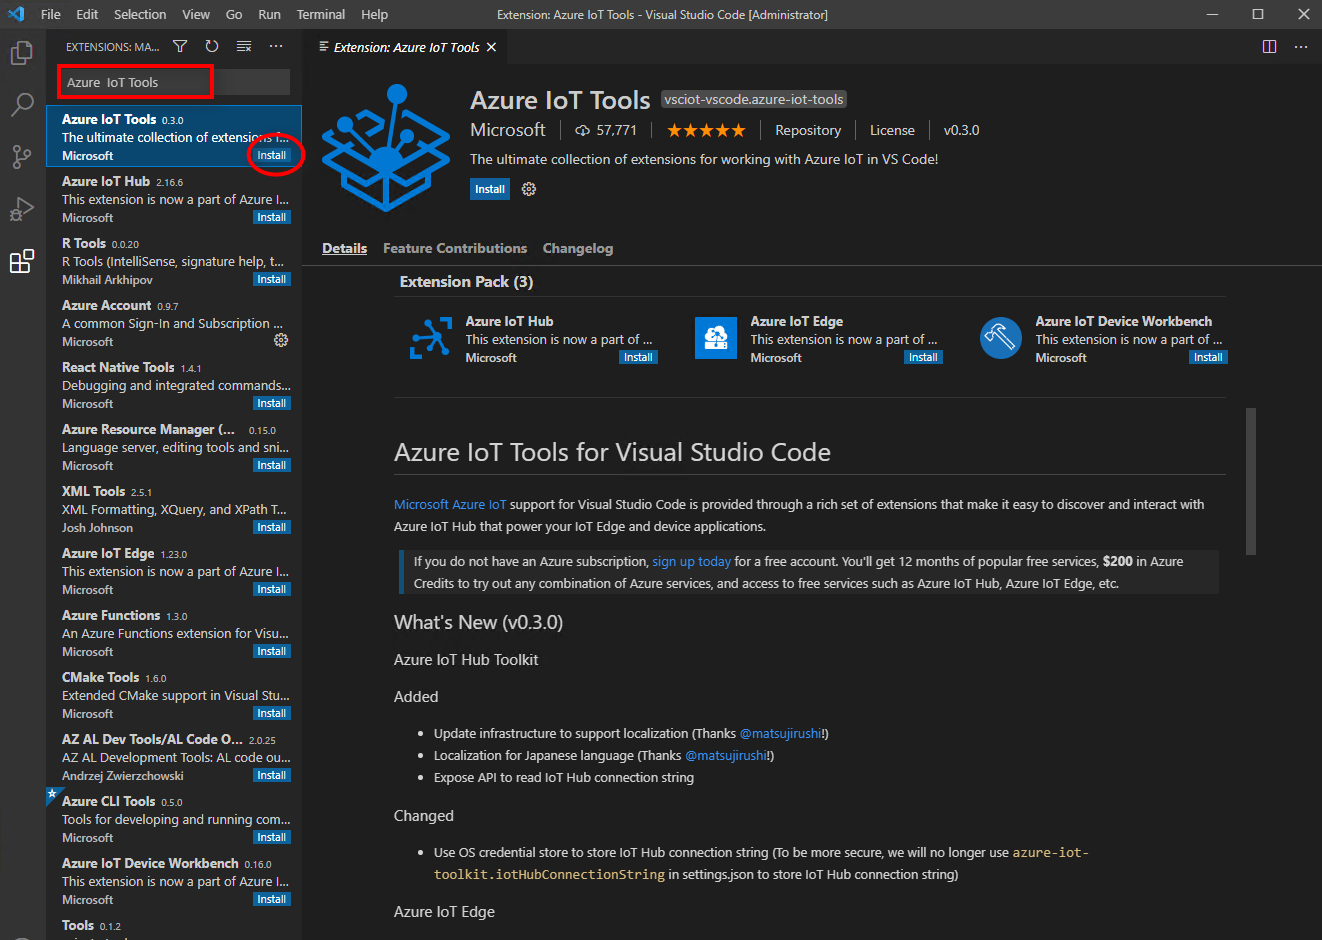 File Edit Selection View Go Run Terminal Help
Extension: Azure IoT Tools - Visual Studio Code [Administrator]
EXTENSIONS: MA...
Azure IoT Tools
Azure IoT Tools 0.3.0
The ultimate collection of extensions f...
Microsoft Install
Azure IoT Hub 2.16.6
This extension is now a part of Azure I...
Microsoft Install
R Tools 0.0.20
R Tools (IntelliSense, signature help, t...
Mikhail Arkhipov Install
Azure Account 0.9.7
A common Sign-In and Subscription ...
Microsoft
React Native Tools 1.4.1
Debugging and integrated commands...
Microsoft Install
Azure Resource Manager (... 0.15.0
Language server, editing tools and sni...
Microsoft Install
XML Tools 2.5.1
XML Formatting, XQuery, and XPath T...
Josh Johnson Install
Azure IoT Edge 1.23.0
This extension is now a part of Azure I...
Microsoft Install
Azure Functions 1.3.0
An Azure Functions extension for Visu...
Microsoft Install
CMake Tools 1.6.0
Extended CMake support in Visual Stu...
Microsoft Install
AZ AL Dev Tools/AL Code O... 2.0.25
AZ AL Development Tools: AL code ou...
Andrzej Zwierzchowski Install
Azure CLI Tools 0.5.0
Tools for developing and running com...
Microsoft Install
Azure IoT Device Workbench 0.16.0
This extension is now a part of Azure I...
Microsoft Install
Tools 0.1.2
Extension: Azure IoT Tools
Azure IoT Tools vsciot-vscode.azure-iot-tools
Microsoft 57,771 Repository License v0.3.0
The ultimate collection of extensions for working with Azure IoT in VS Code!
Install
Details Feature Contributions Changelog
Extension Pack (3)
Azure IoT Hub
This extension is now a part of ...
Microsoft Install
Azure IoT Edge
This extension is now a part of ...
Microsoft Install
Azure IoT Device Workbench
This extension is now a part of ...
Microsoft Install
Azure IoT Tools for Visual Studio Code
Microsoft Azure IoT support for Visual Studio Code is provided through a rich set of extensions that make it easy to discover and interact with
Azure IoT Hub that power your IoT Edge and device applications.
If you do not have an Azure subscription, sign up today for a free account. You'll get 12 months of popular free services, $200 in Azure
Credits to try out any combination of Azure services, and access to free services such as Azure IoT Hub, Azure IoT Edge, etc.
What's New (v0.3.0)
Azure IoT Hub Toolkit
Added
• Update infrastructure to support localization (Thanks @matsujirushi!)
• Localization for Japanese language (Thanks @matsujirushi!)
• Expose API to read IoT Hub connection string
Changed
• Use OS credential store to store IoT Hub connection string (To be more secure, we will no longer use azure-iot-
toolkit.iotHubConnectionString in settings.json to store IoT Hub connection string)
Azure IoT Edge